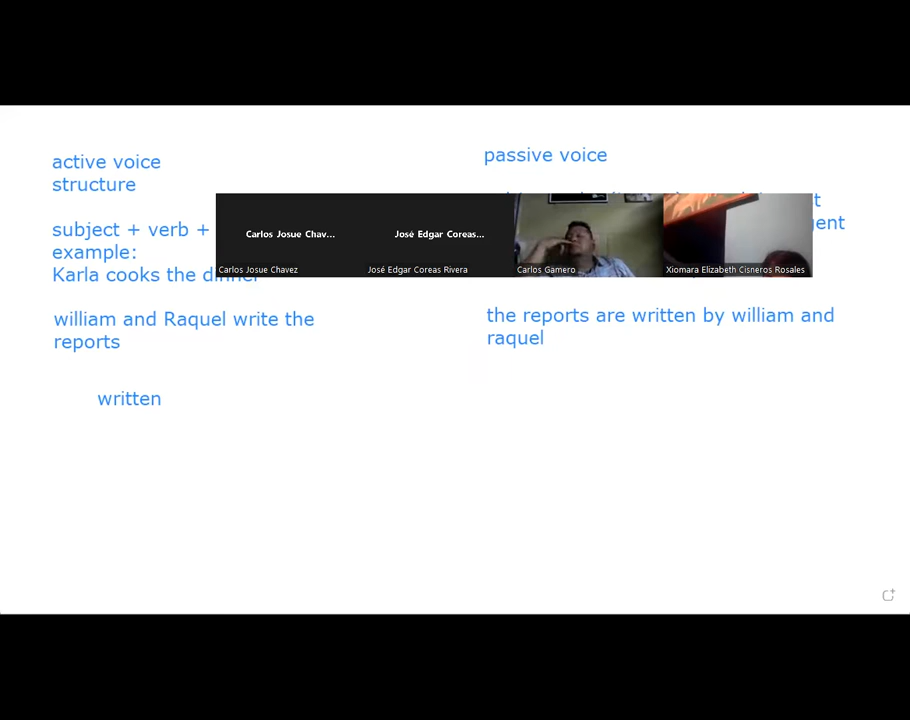 active voice
structure
subject + verb +
example:
Karla cooks the dinner
william and Raquel write the
reports
written
passive voice
the reports are written by william and
raquel
Carlos Josue Chav...
José Edgar Coreas...
Carlos Josue Chavez
José Edgar Coreas Rivera
Carlos Gamero
Xiomara Elizabeth Cisneros Rosales